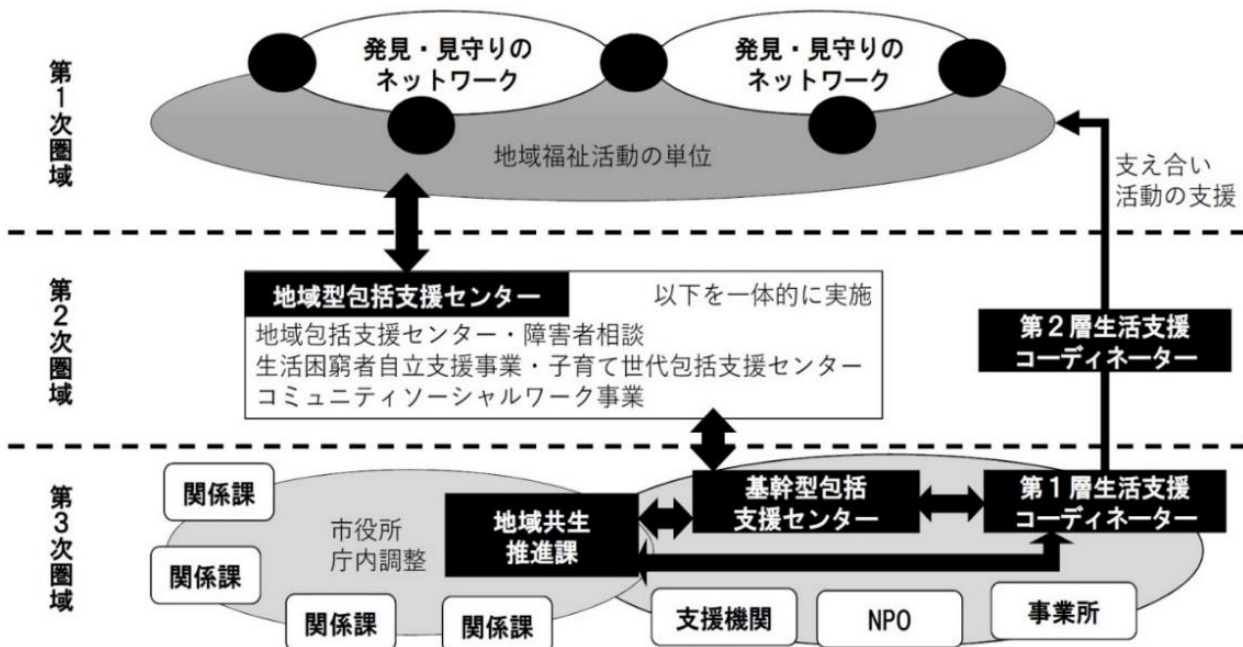 第1次圏域
発見・見守りの
ネットワーク
発見・見守りの
ネットワーク
地域福祉活動の単位
支え合い
活動の支援
第2次圏域
地域型包括支援センター
以下を一体的に実施
地域包括支援センター・障害者相談
生活困窮者自立支援事業・子育て世代包括支援センター
コミュニティソーシャルワーク事業
第2層生活支援
コーディネーター
第3次圏域
関係課
関係課
関係課
関係課
市役所
庁内調整
地域共生
推進課
基幹型包括
支援センター
第1層生活支援
コーディネーター
支援機関
NPO
事業所